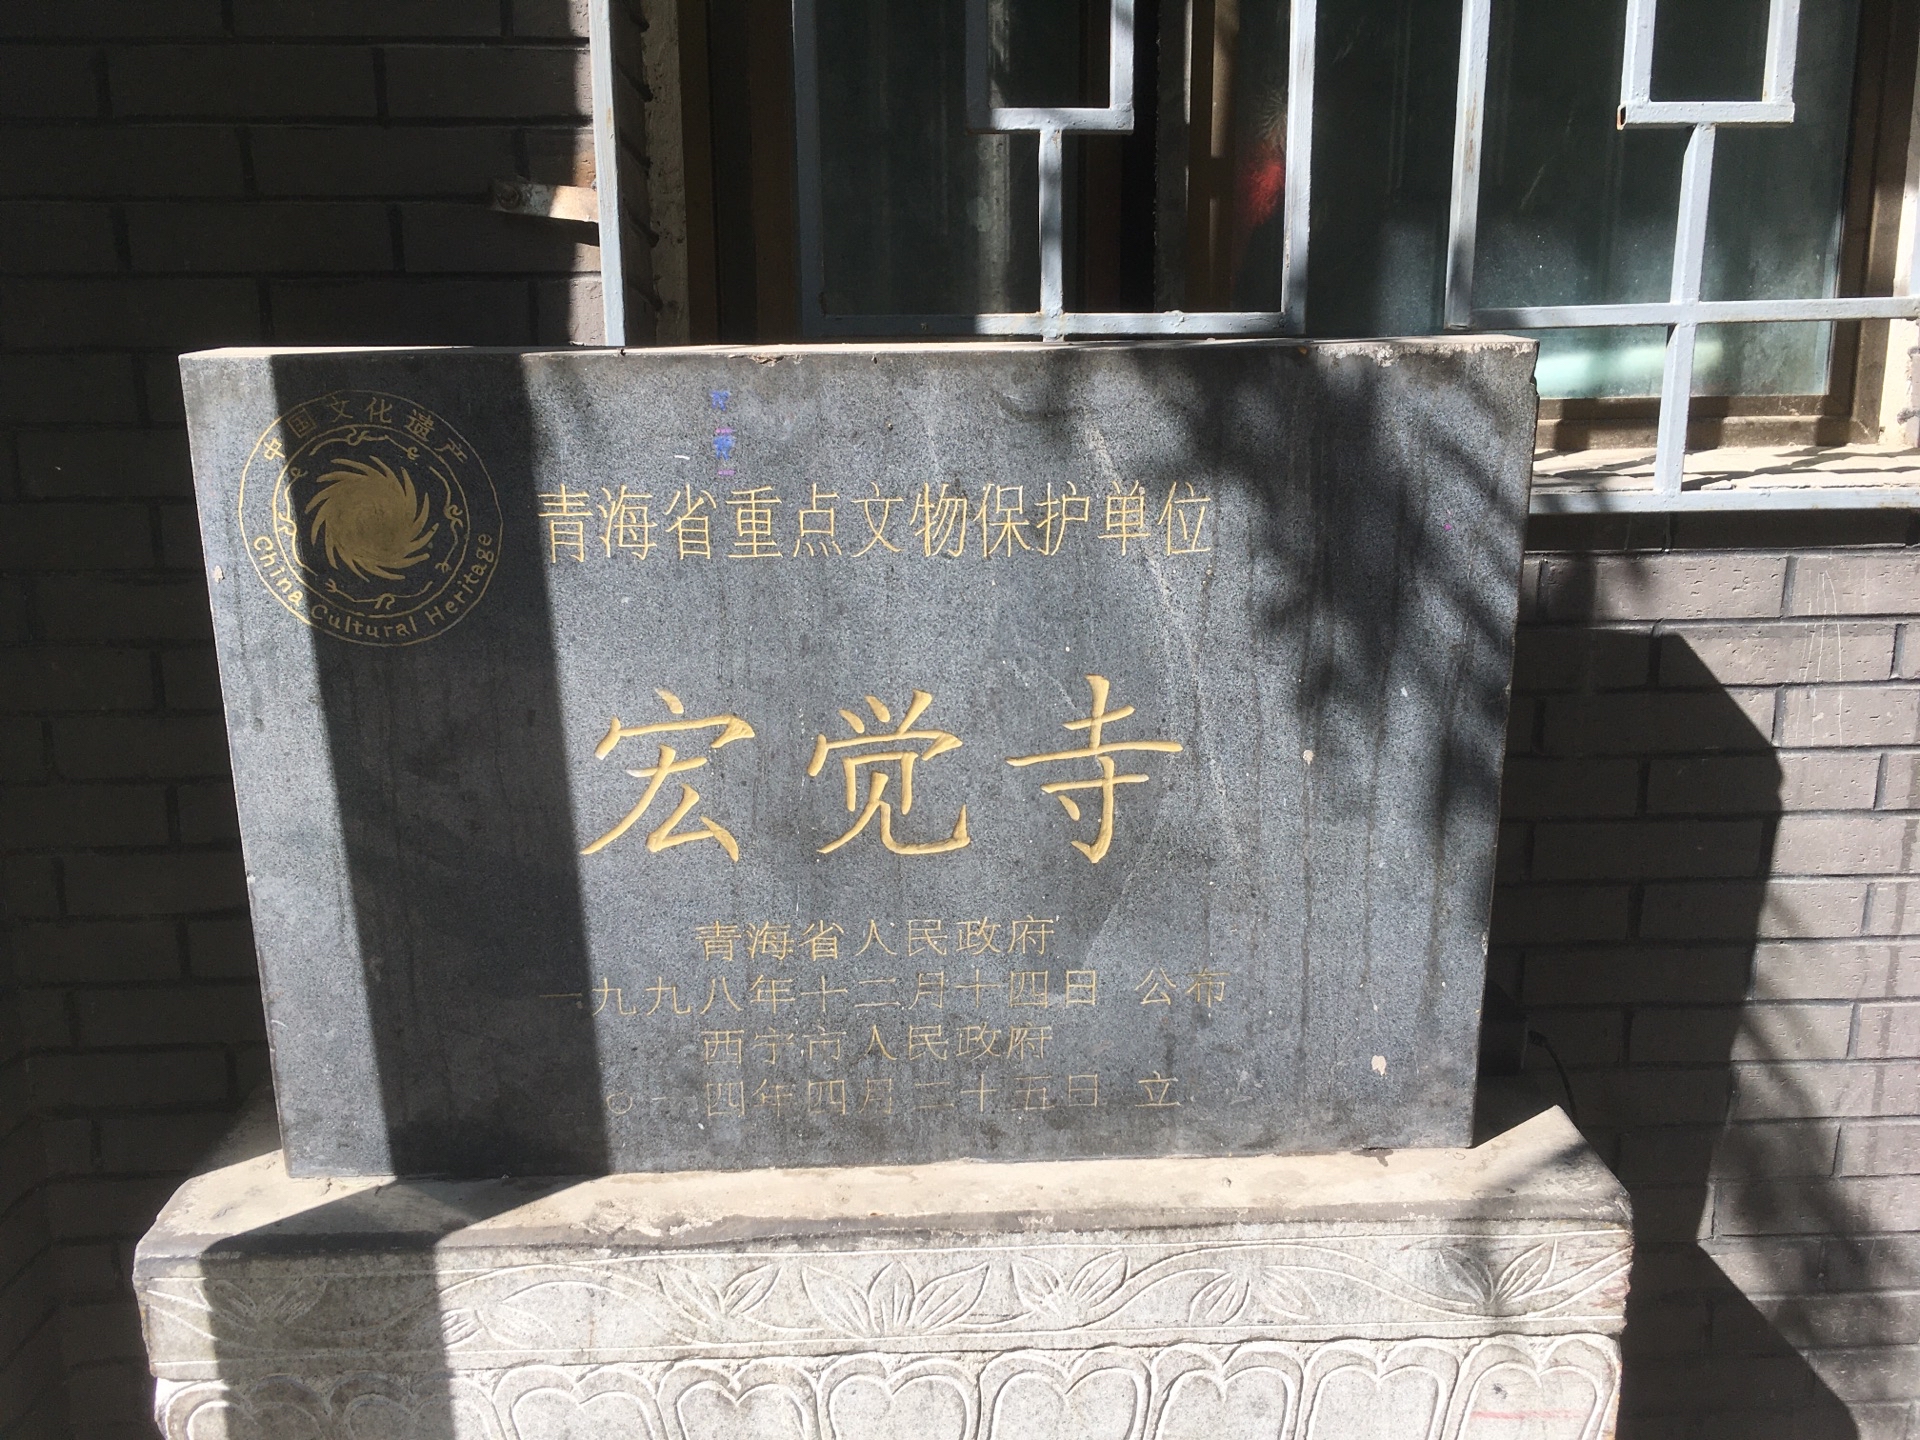 中国文化遗产
China Cultural Heritage
青海省重点文物保护单位
宏觉寺
青海省人民政府
一九九八年十二月十四日 公布
西宁市人民政府
二〇一四年四月二十五日 立